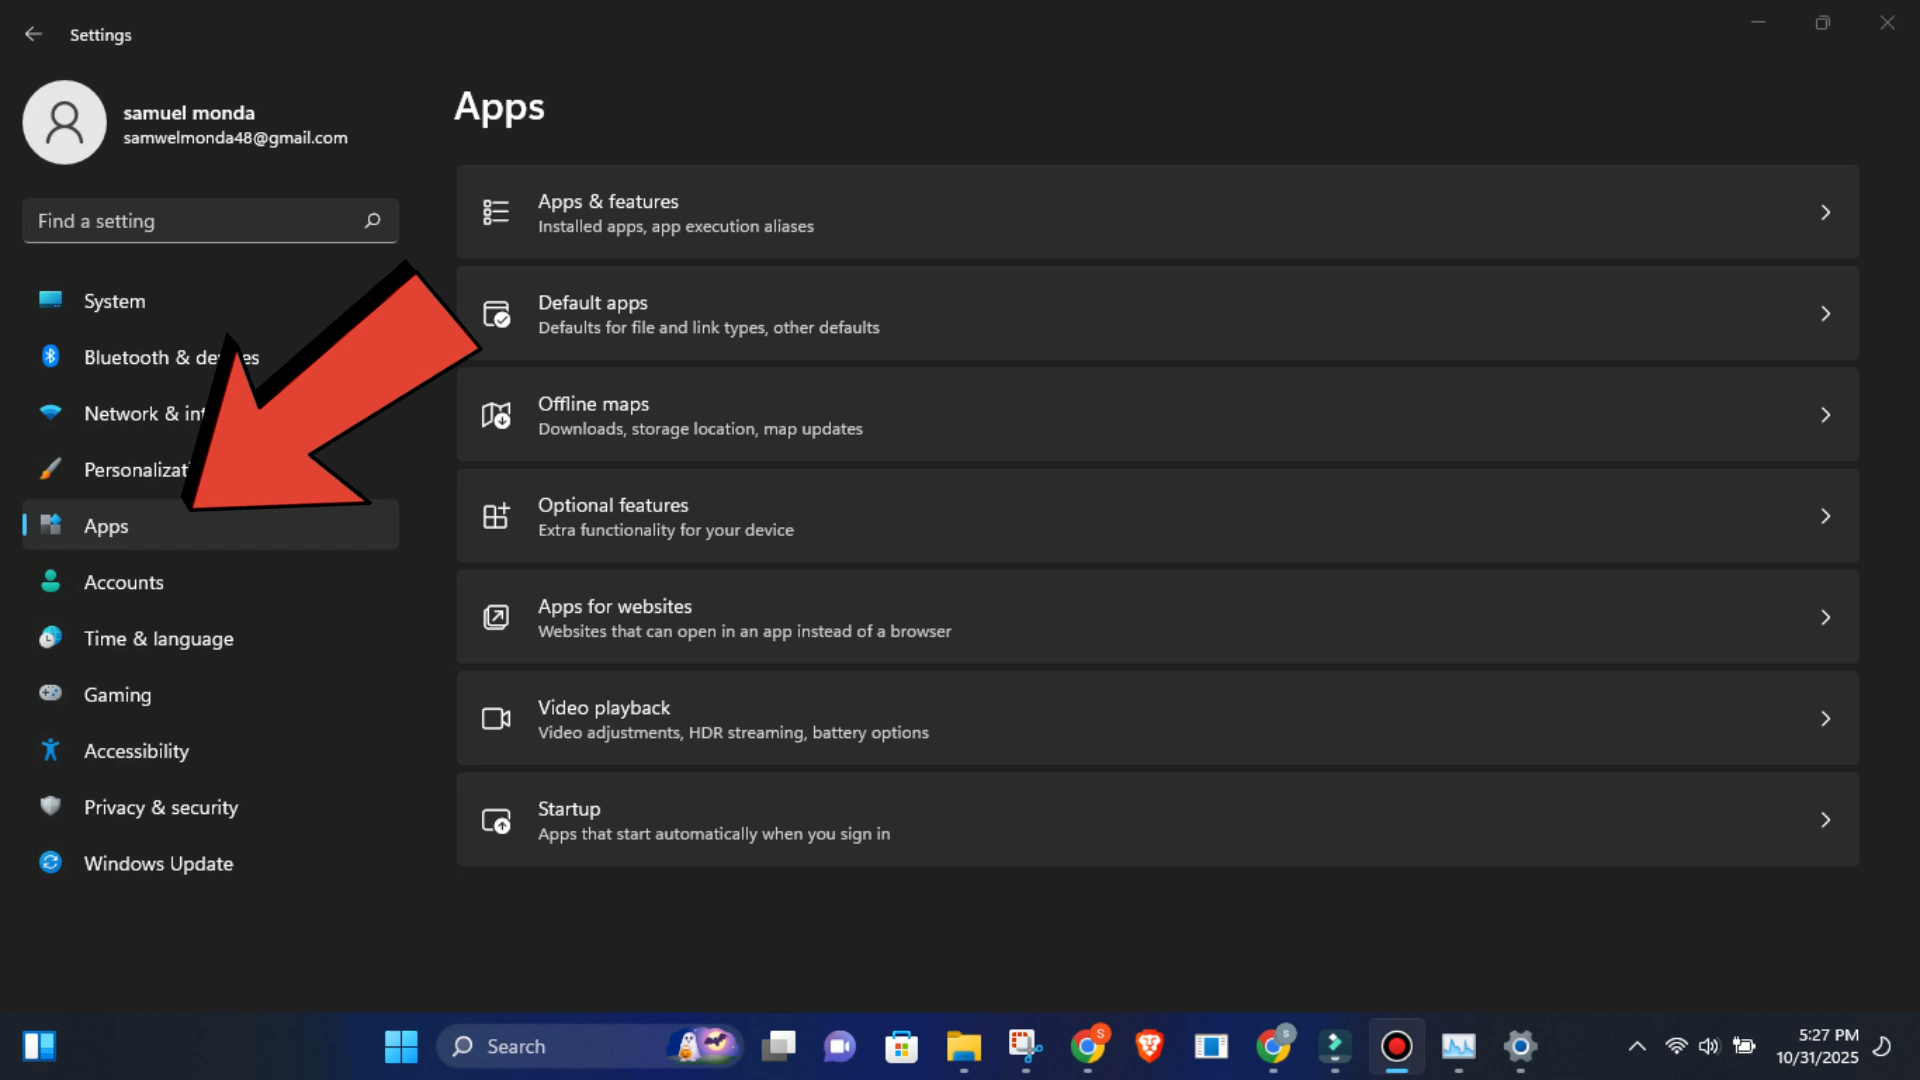 Settings
samuel monda
samwelmonda48@gmail.com
Find a setting
System
Bluetooth &
Network &
Apps
Accounts
Time & language
Gaming
Accessibility
Privacy & security
Windows Update
Apps
Apps & features
Installed apps, app execution aliases
Default apps
Defaults for file and link types, other defaults
Offline maps
Downloads, storage location, map updates
Optional features
Extra functionality for your device
Apps for websites
Websites that can open in an app instead of a browser
Video playback
Video adjustments, HDR streaming, battery options
Startup
Apps that start automatically when you sign in
Search
S
S
5:27 PM
10/31/2025